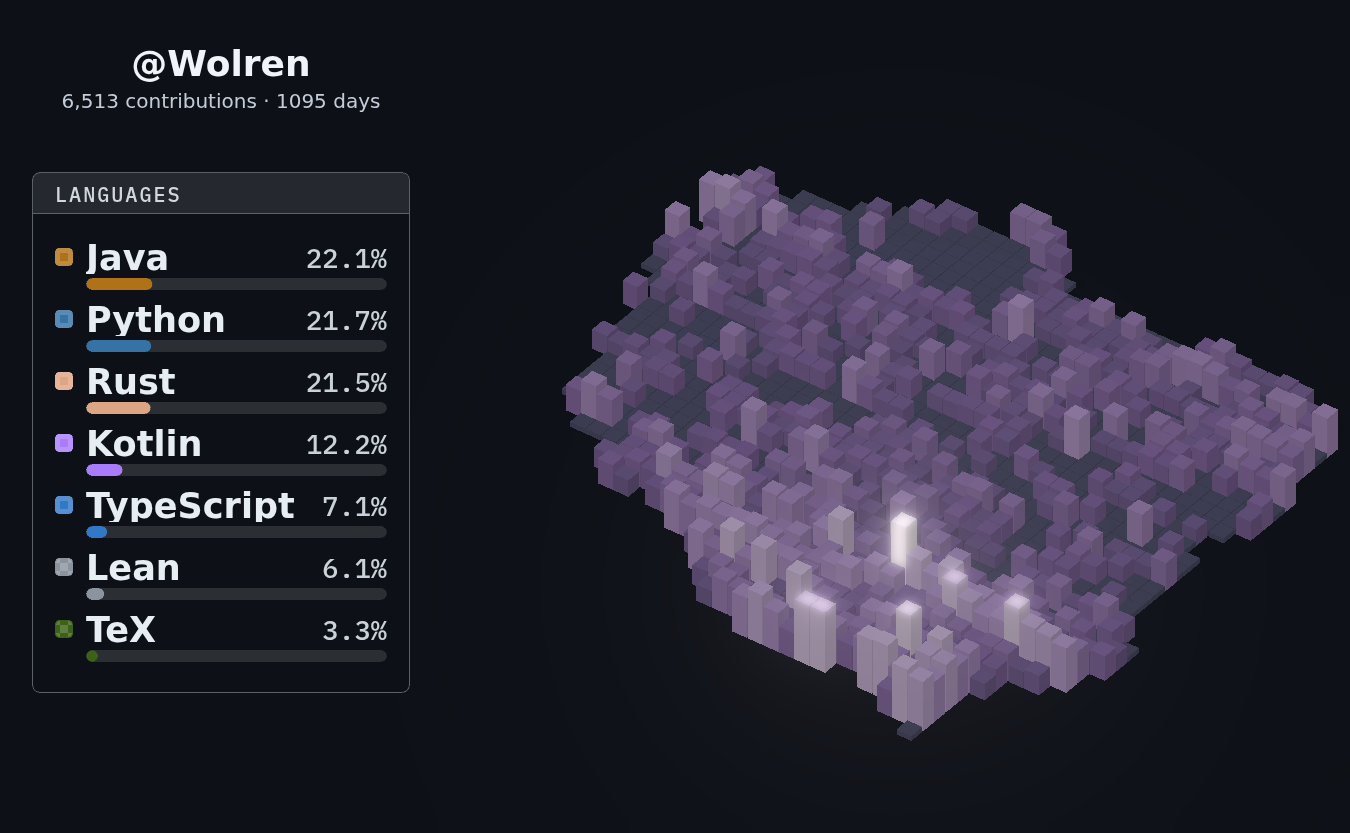 @Wolren
6,513 contributions · 1095 days
LANGUAGES
Java 22.1%
Python 21.7%
Rust 21.5%
Kotlin 12.2%
TypeScript 7.1%
Lean 6.1%
TeX 3.3%